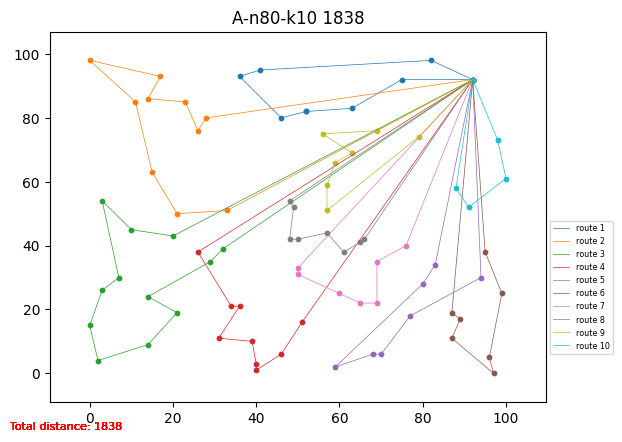 A-n80-k10 1838
100
80
60
40
20
0
0 20 40 60 80 100
route 1
route 2
route 3
route 4
route 5
route 6
route 7
route 8
route 9
route 10
Total distance: 1838